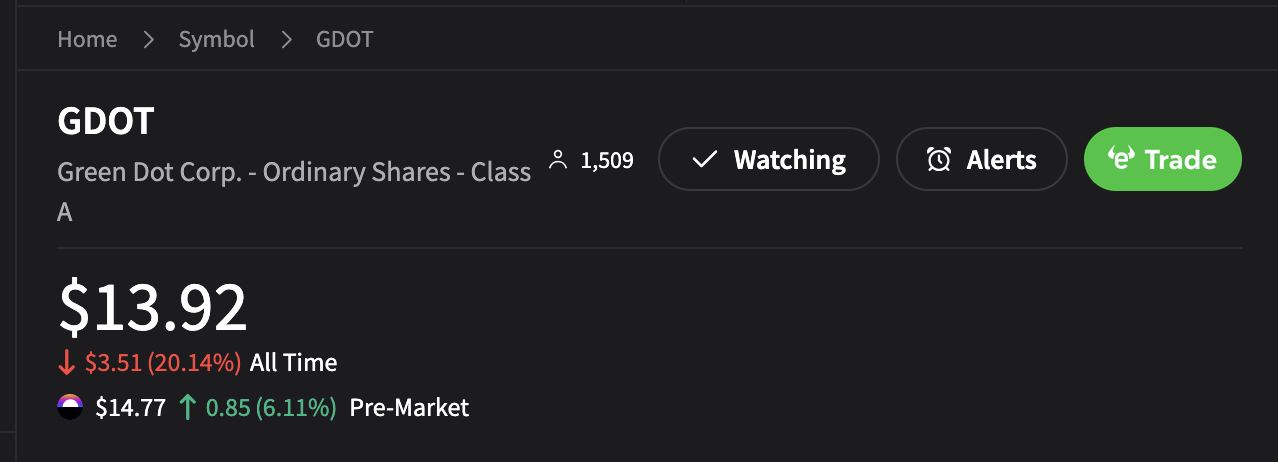 Home > Symbol > GDOT
GDOT
Green Dot Corp. - Ordinary Shares - Class
A
1,509
Watching
Alerts
e Trade
$13.92
↓ $3.51 (20.14%) All Time
$14.77 ↑ 0.85 (6.11%) Pre-Market